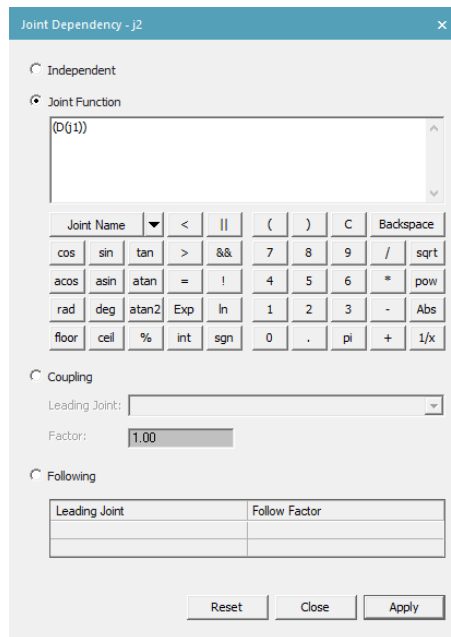 Joint Dependency - j2 ×
Independent
Joint Function
(D(j1))
Joint Name < || ( ) C Backspace
cos sin tan > && 7 8 9 / sqrt
acos asin atan = ! 4 5 6 * pow
rad deg atan2 Exp ln 1 2 3 - Abs
floor ceil % int sgn 0 . pi + 1/x
Coupling
Leading Joint:
Factor: 1.00
Following
Leading Joint Follow Factor
Reset Close Apply